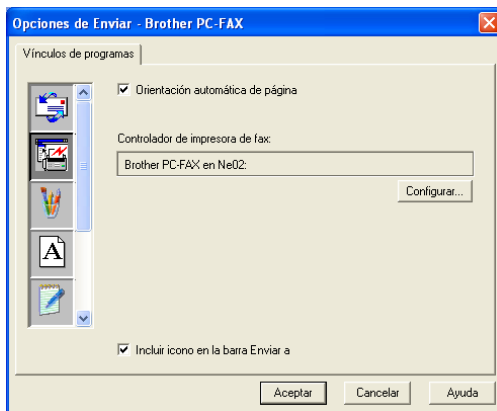 Opciones de Enviar - Brother PC-FAX
Vínculos de programas
Orientación automática de página
Controlador de impresora de fax:
Brother PC-FAX en Ne02:
Configurar...
A
Incluir icono en la barra Enviar a
Aceptar
Cancelar
Ayuda